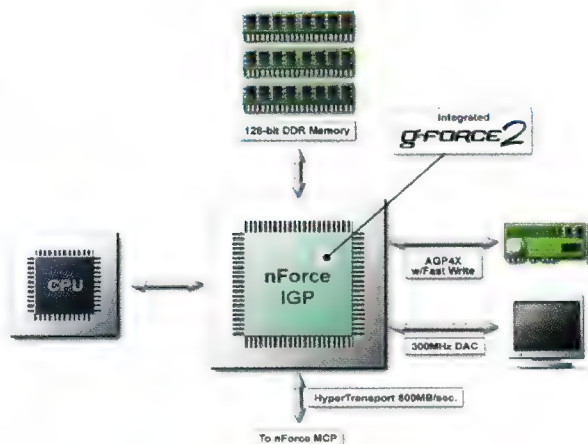 128-bit DDR Memory
Integrated
GFORCE2
CPU
nForce
IGP
AGP4X
w/Fast Write
300MHz DAC
HyperTransport 800MB/sec.
To nForce MCP